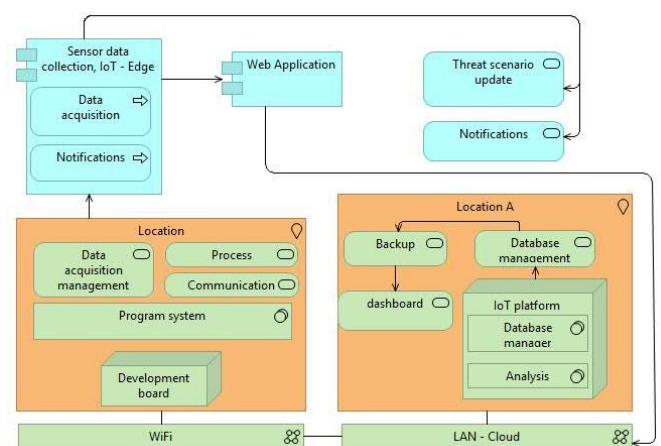 Sensor data
collection, IoT - Edge
Data
acquisition
Notifications
Web Application
Threat scenario
update
Notifications
Location
Data
acquisition
management
Process
Communication
Program system
Development
board
Location A
Backup
Database
management
dashboard
IoT platform
Database
manager
Analysis
WiFi
LAN - Cloud